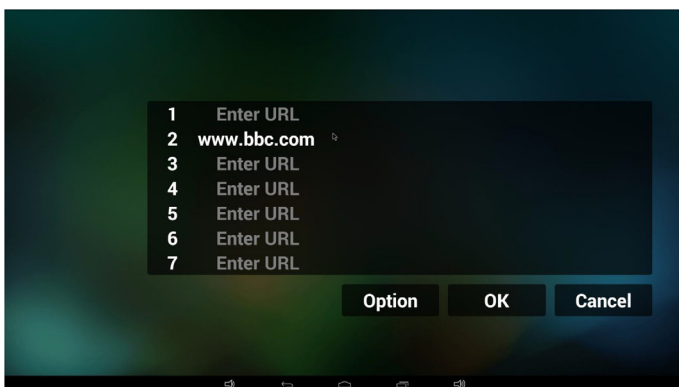 1 Enter URL
2 www.bbc.com
3 Enter URL
4 Enter URL
5 Enter URL
6 Enter URL
7 Enter URL
Option OK Cancel